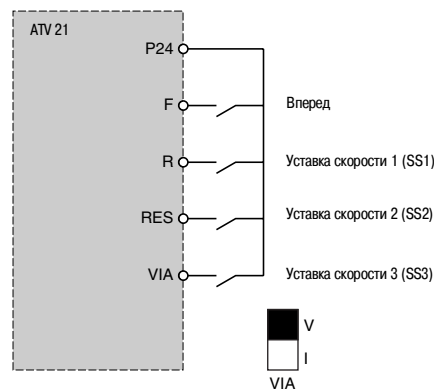 ATV 21
P24
F Вперед
R Уставка скорости 1 (SS1)
RES Уставка скорости 2 (SS2)
VIA Уставка скорости 3 (SS3)
V
I
VIA